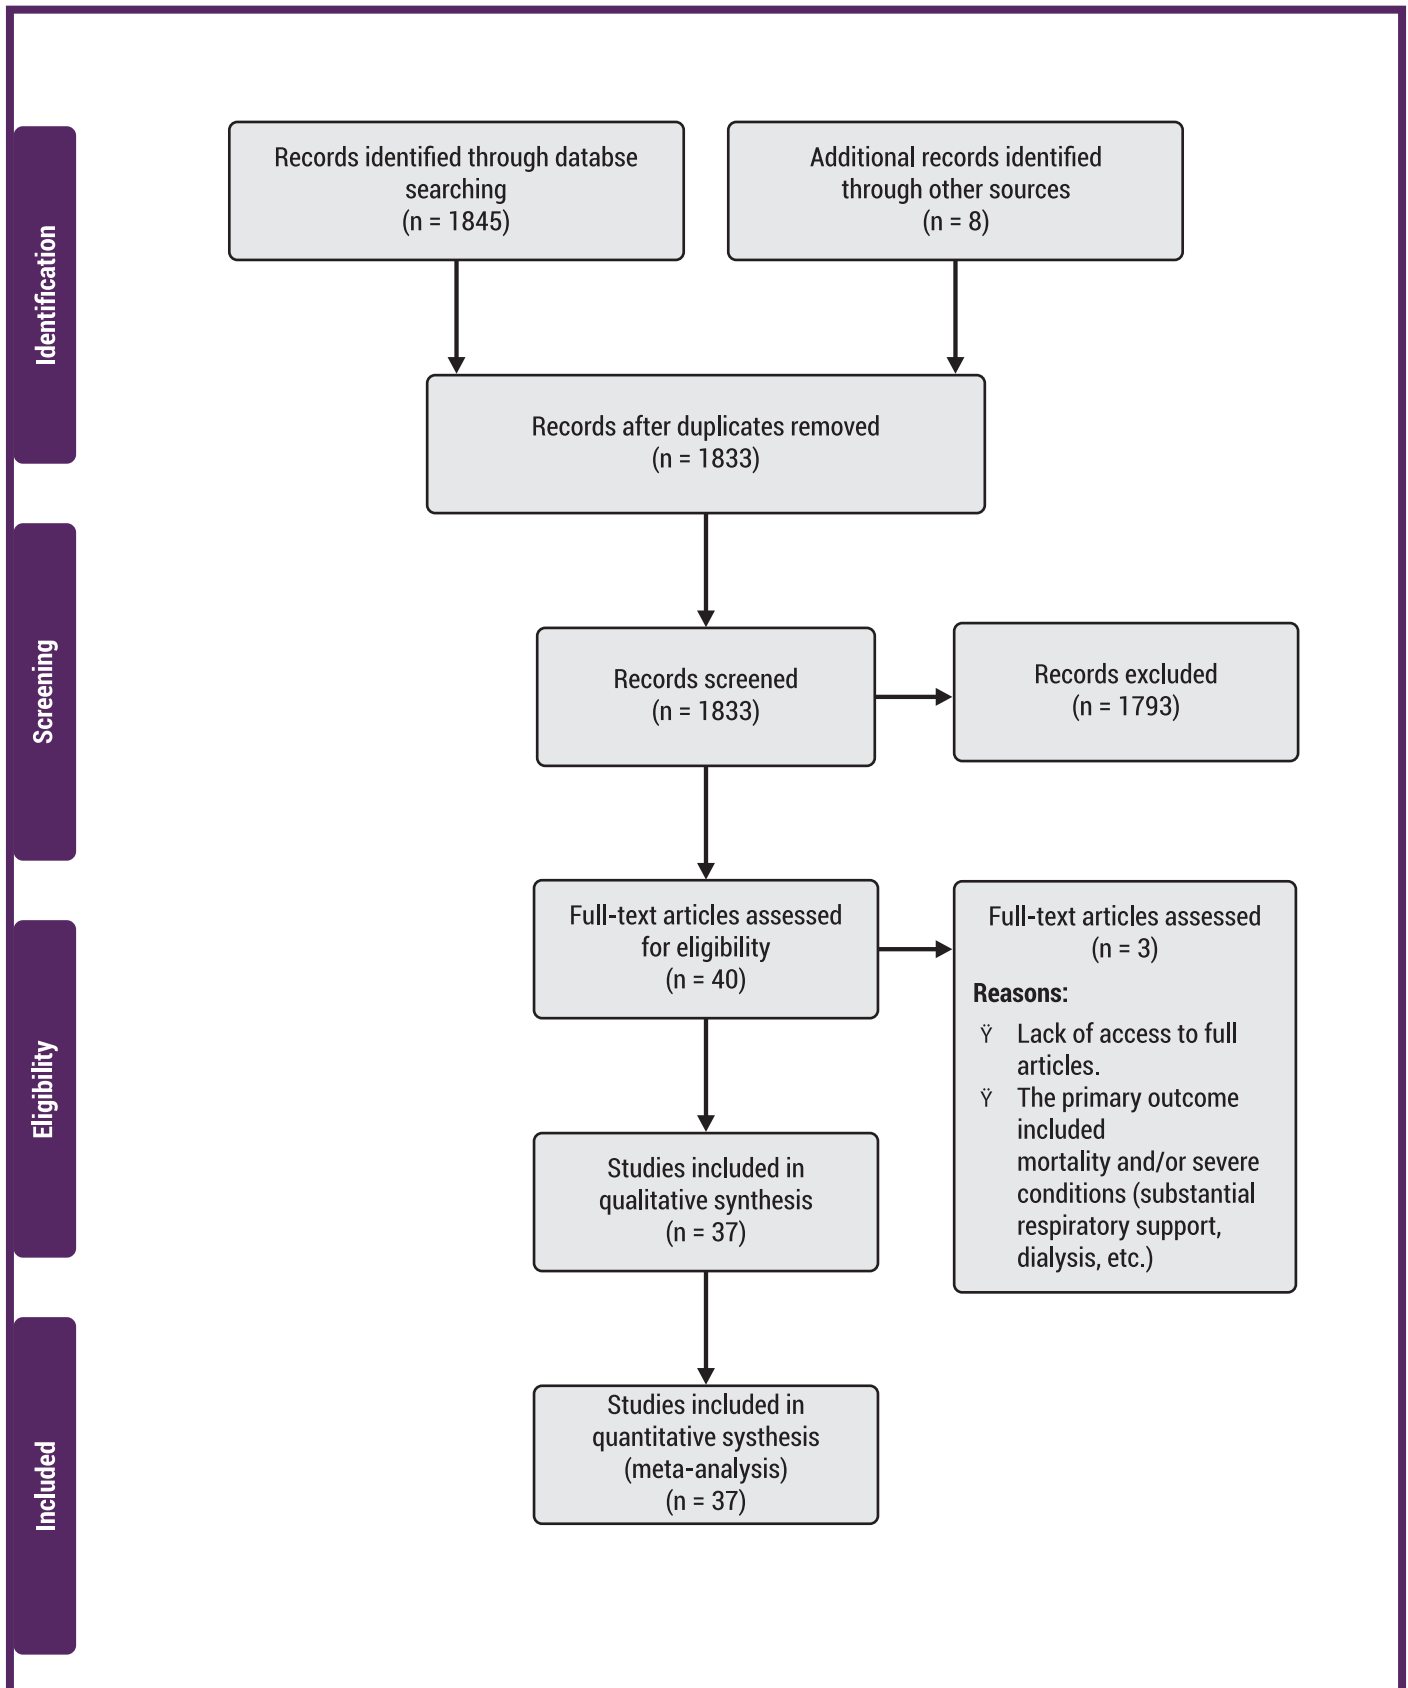 Identification
Records identified through databse
searching
(n = 1845)
Additional records identified
through other sources
(n = 8)
Records after duplicates removed
(n = 1833)
Screening
Records screened
(n = 1833)
Records excluded
(n = 1793)
Eligibility
Full-text articles assessed
for eligibility
(n = 40)
Full-text articles assessed
(n = 3)
Reasons:
Ÿ Lack of access to full
articles.
Ÿ The primary outcome
included
mortality and/or severe
conditions (substantial
respiratory support,
dialysis, etc.)
Studies included in
qualitative synthesis
(n = 37)
Included
Studies included in
quantitative systhesis
(meta-analysis)
(n = 37)